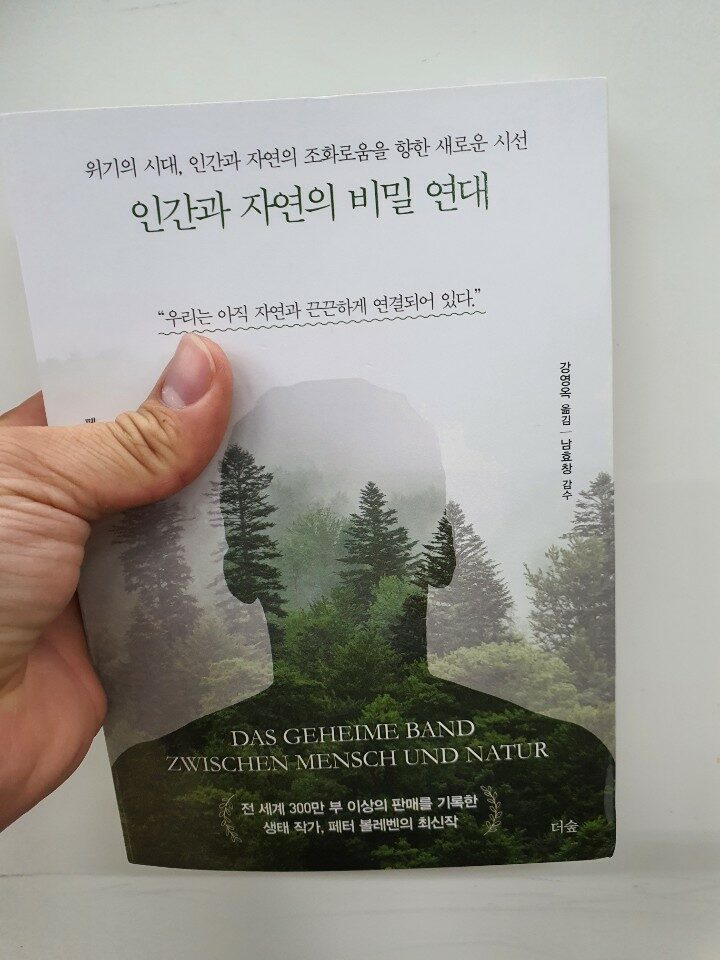 위기의 시대, 인간과 자연의 조화로움을 향한 새로운 시선
인간과 자연의 비밀 연대
“우리는 아직 자연과 끈끈하게 연결되어 있다.”
강영옥 옮김 | 남효창 감수
DAS GEHEIME BAND
ZWISCHEN MENSCH UND NATUR
전 세계 300만 부 이상의 판매를 기록한
생태 작가, 페터 볼레벤의 최신작
더숲